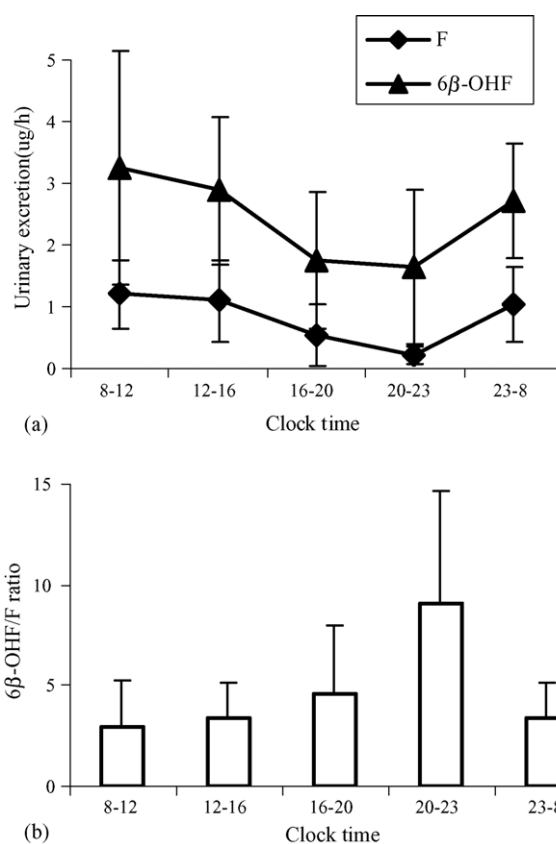 F
6β-OHF
Urinary excretion(ug/h)
5
4
3
2
1
0
8-12 12-16 16-20 20-23 23-8
(a)
Clock time
6β-OHF/F ratio
15
10
5
0
8-12 12-16 16-20 20-23 23-8
(b)
Clock time